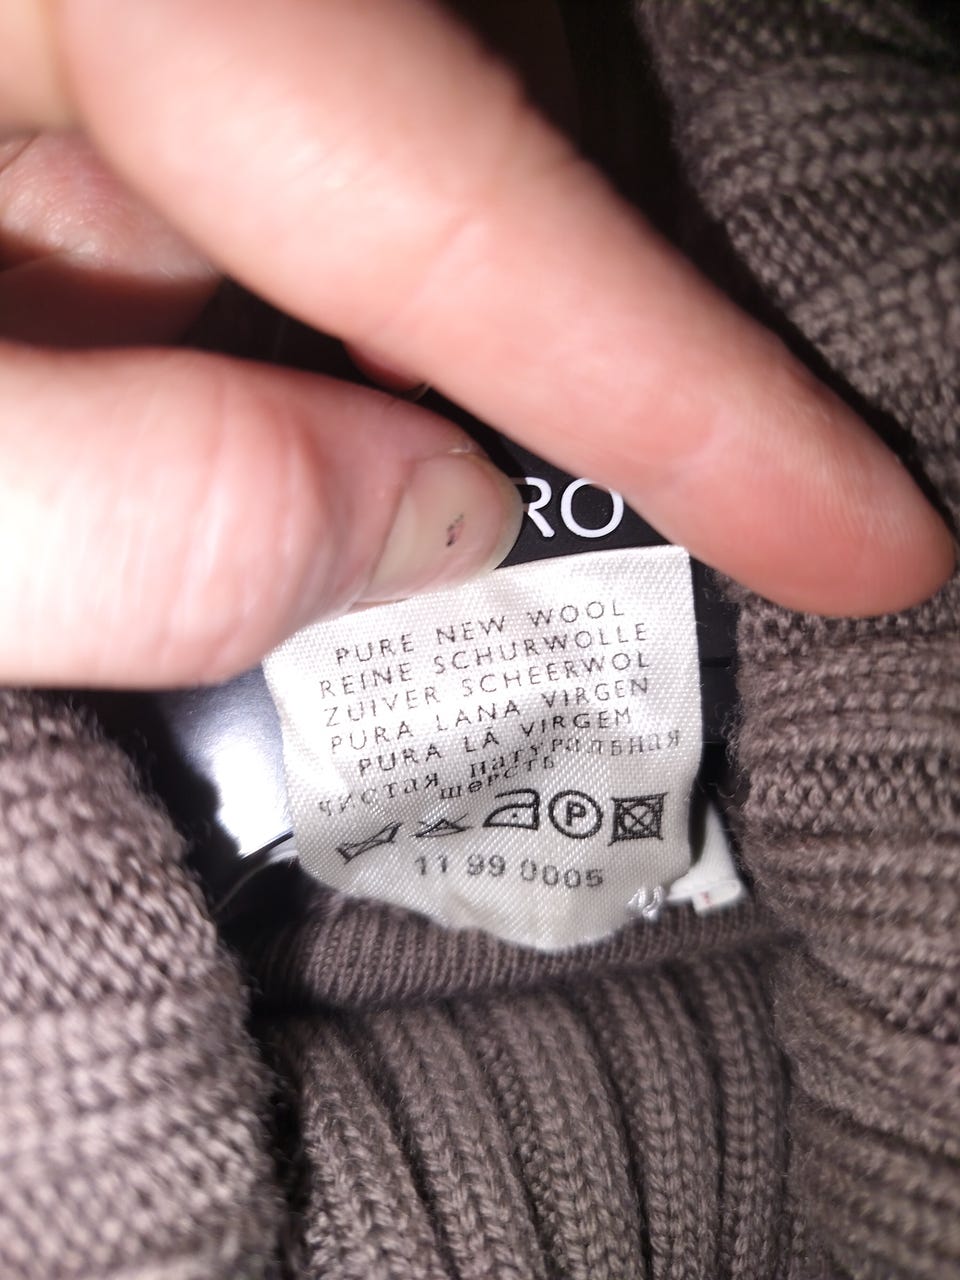 RO
PURE NEW WOOL
REINE SCHURWOLLE
ZUIVER SCHEERWOL
PURA LANA VIRGEN
PURA LA VIRGEM
чистая натуральная
шерсть
P
11 99 0005